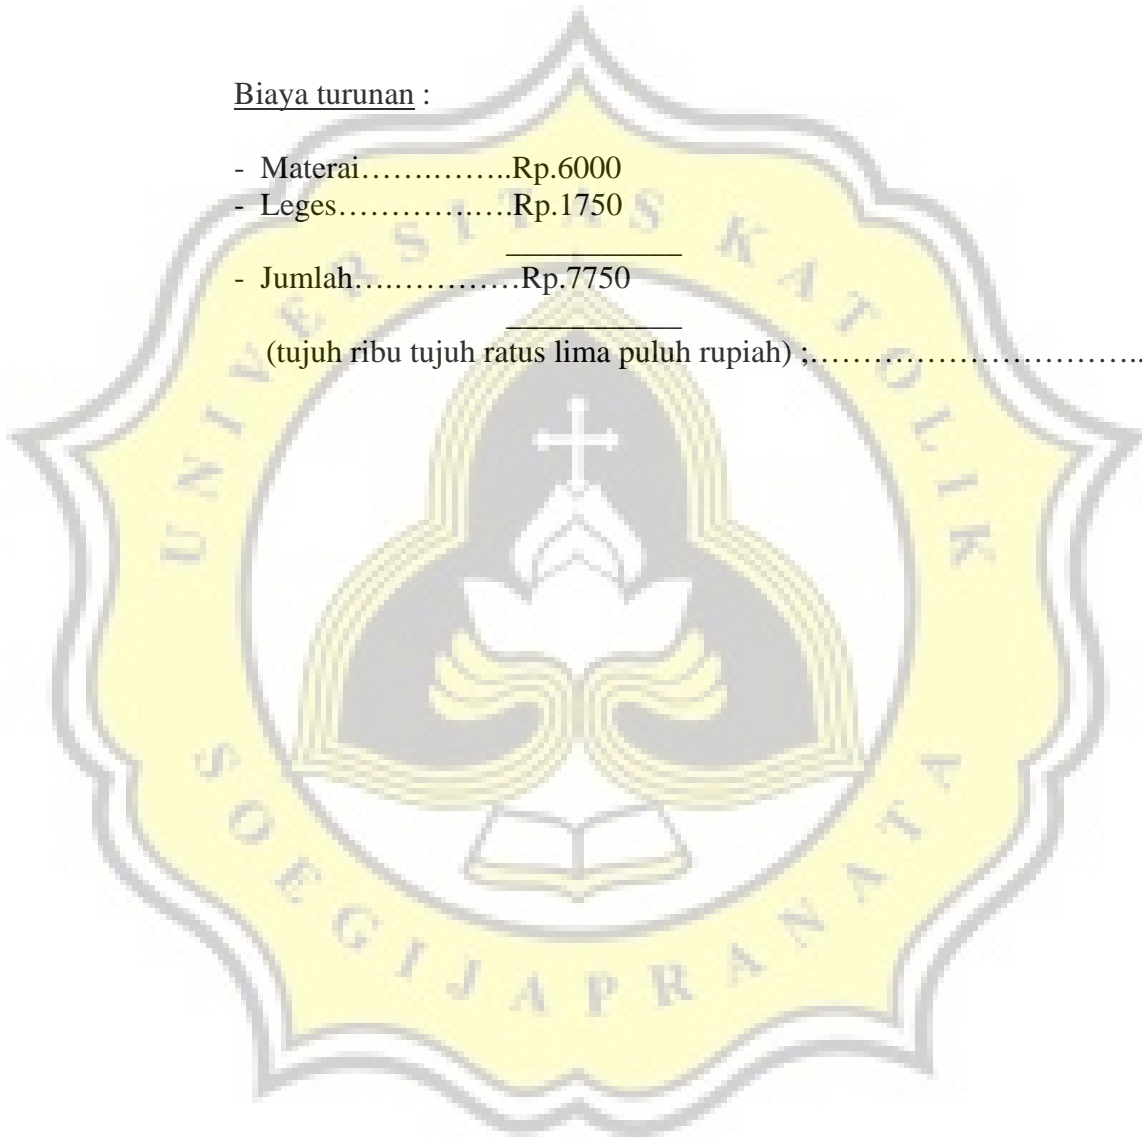 Biaya turunan :
- Materai…….……..Rp.6000
- Leges………….….Rp.1750
- Jumlah….…………Rp.7750
(tujuh ribu tujuh ratus lima puluh rupiah) ;…………………………..
UNIVERSITAS KATOLIK
SOEGIJAPRANATA